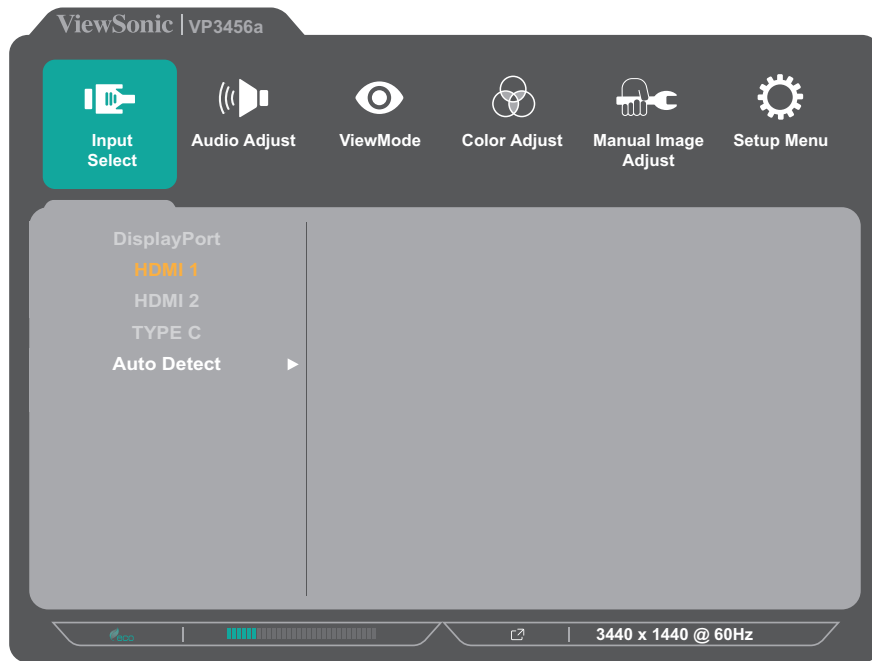 ViewSonic | VP3456a
Input
Select
Audio Adjust
ViewMode
Color Adjust
Manual Image
Adjust
Setup Menu
DisplayPort
HDMI 1
HDMI 2
TYPE C
Auto Detect
eco
3440 x 1440 @ 60Hz